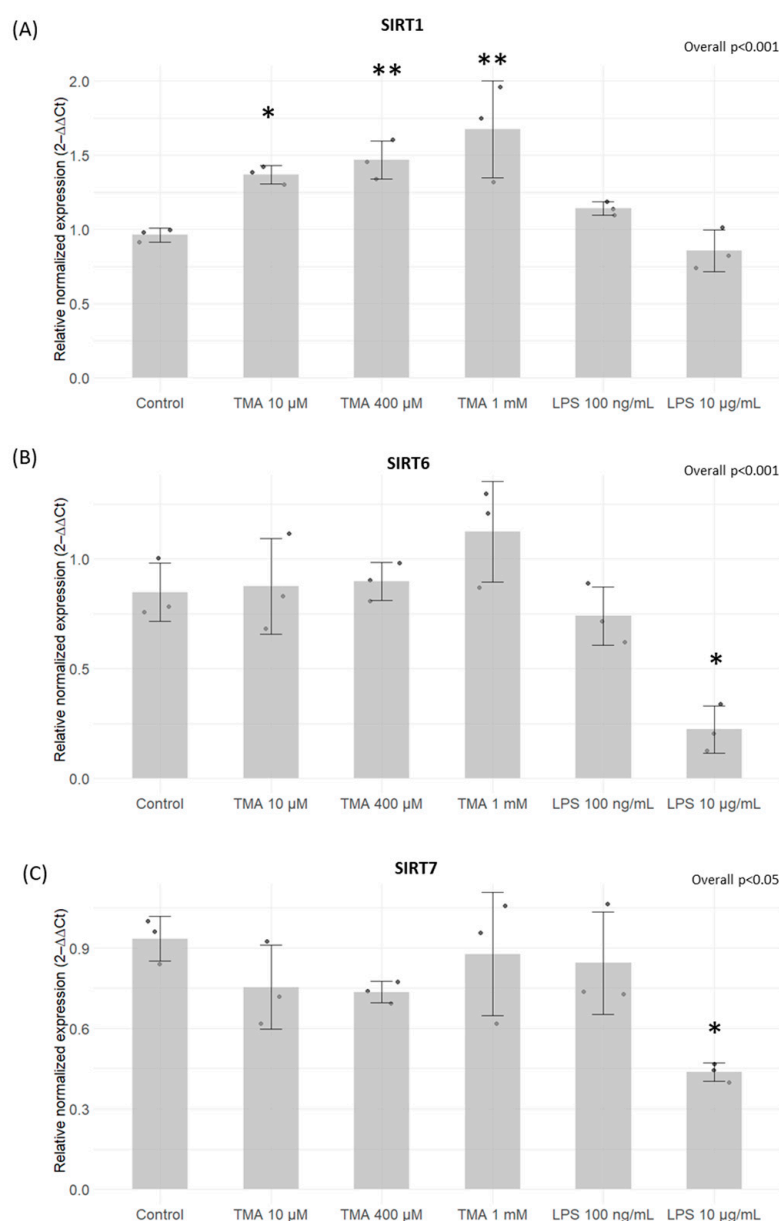 (A)
SIRT1
Overall p<0.001
Relative normalized expression (2−ΔΔCt)
2.0
1.5
1.0
0.5
0.0
*
**
**
Control TMA 10 µM TMA 400 µM TMA 1 mM LPS 100 ng/mL LPS 10 µg/mL
(B)
SIRT6
Overall p<0.001
Relative normalized expression (2−ΔΔCt)
1.0
0.5
0.0
*
Control TMA 10 µM TMA 400 µM TMA 1 mM LPS 100 ng/mL LPS 10 µg/mL
(C)
SIRT7
Overall p<0.05
Relative normalized expression (2−ΔΔCt)
0.9
0.6
0.3
0.0
*
Control TMA 10 µM TMA 400 µM TMA 1 mM LPS 100 ng/mL LPS 10 µg/mL